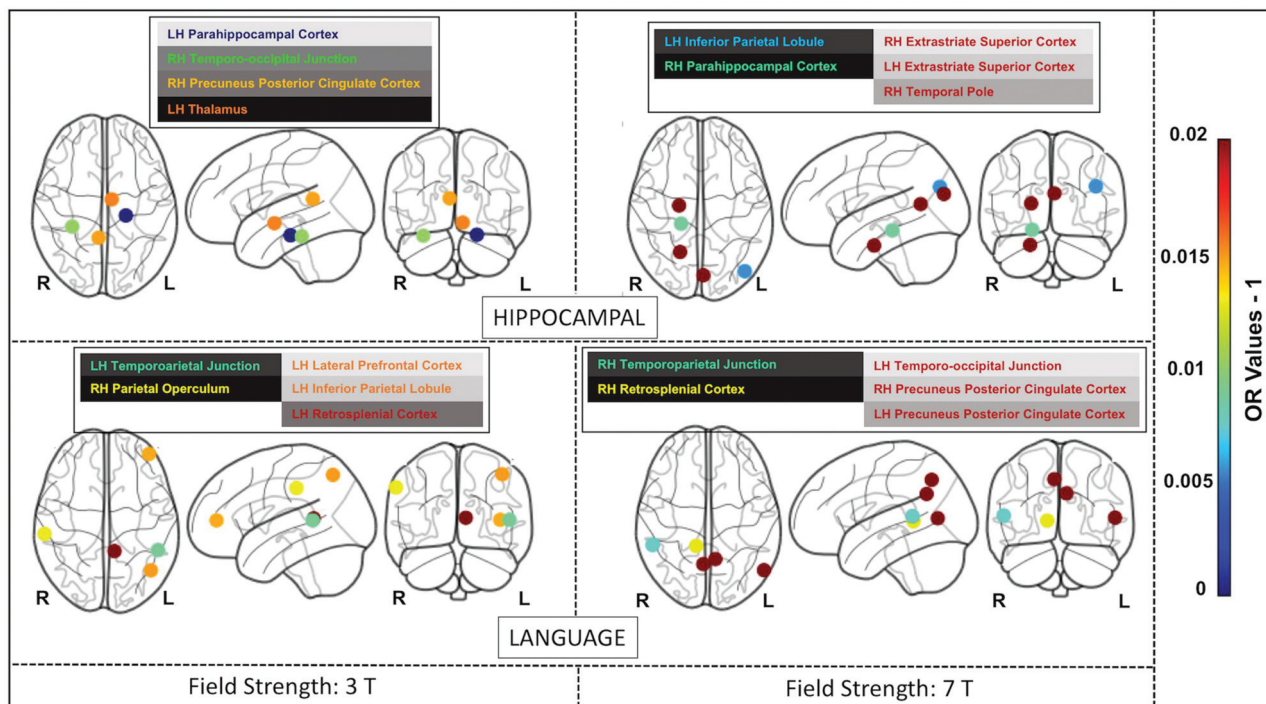 LH Parahippocampal Cortex
RH Temporo-occipital Junction
RH Precuneus Posterior Cingulate Cortex
LH Thalamus
R L
LH Inferior Parietal Lobule
RH Parahippocampal Cortex
RH Extrastriate Superior Cortex
LH Extrastriate Superior Cortex
RH Temporal Pole
R L
HIPPOCAMPAL
LH Temporoarietal Junction
RH Parietal Operculum
LH Lateral Prefrontal Cortex
LH Inferior Parietal Lobule
LH Retrosplenial Cortex
R L
R L
RH Temporoparietal Junction
RH Retrosplenial Cortex
LH Temporo-occipital Junction
RH Precuneus Posterior Cingulate Cortex
LH Precuneus Posterior Cingulate Cortex
R L
R L
LANGUAGE
Field Strength: 3 T
Field Strength: 7 T
0.02
0.015
0.01
0.005
0
OR Values - 1